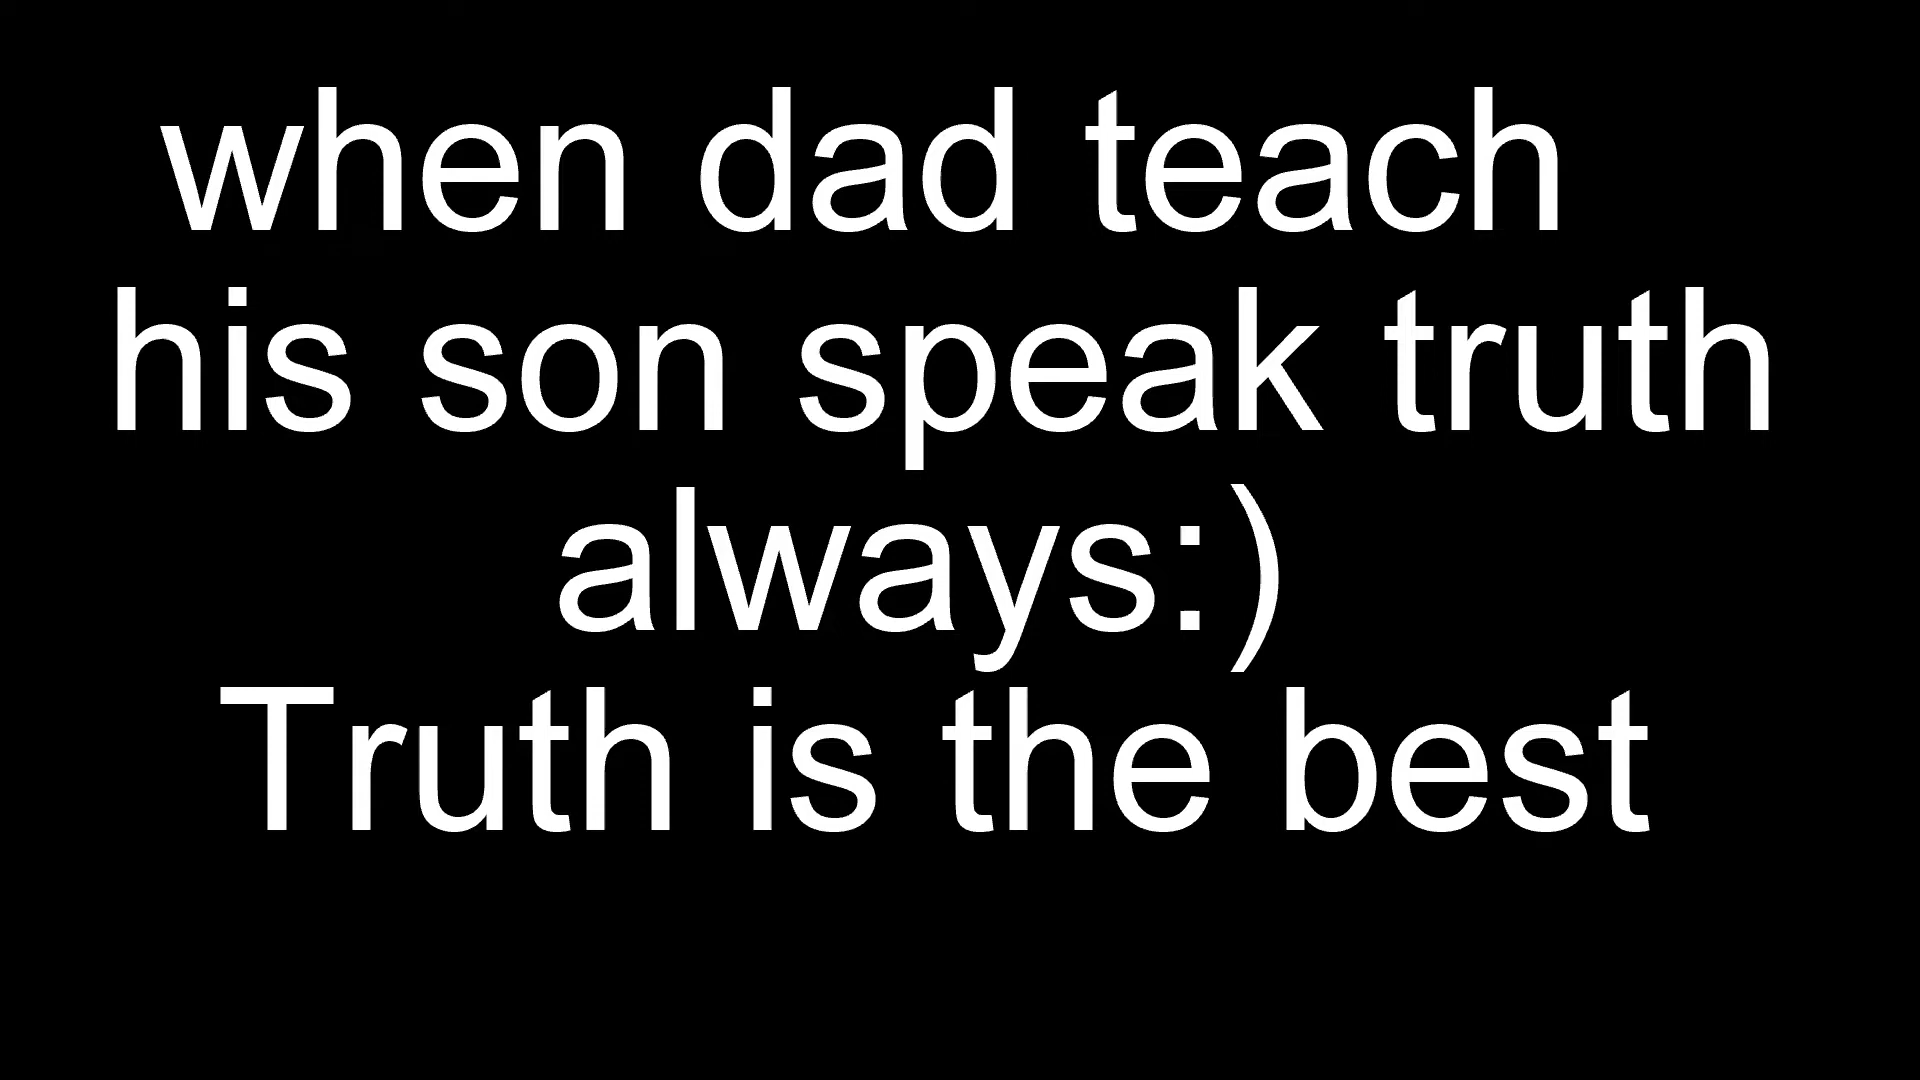 when dad teach
his son speak truth
always:)
Truth is the best